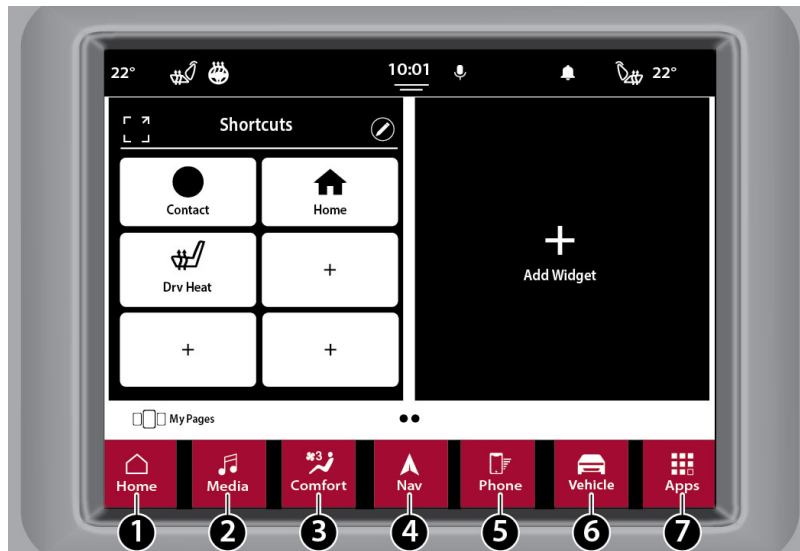 22° 10:01 22°
Shortcuts
Contact Home
Drv Heat +
+ +
+
Add Widget
My Pages
3
Home Media Comfort Nav Phone Vehicle Apps
1 2 3 4 5 6 7